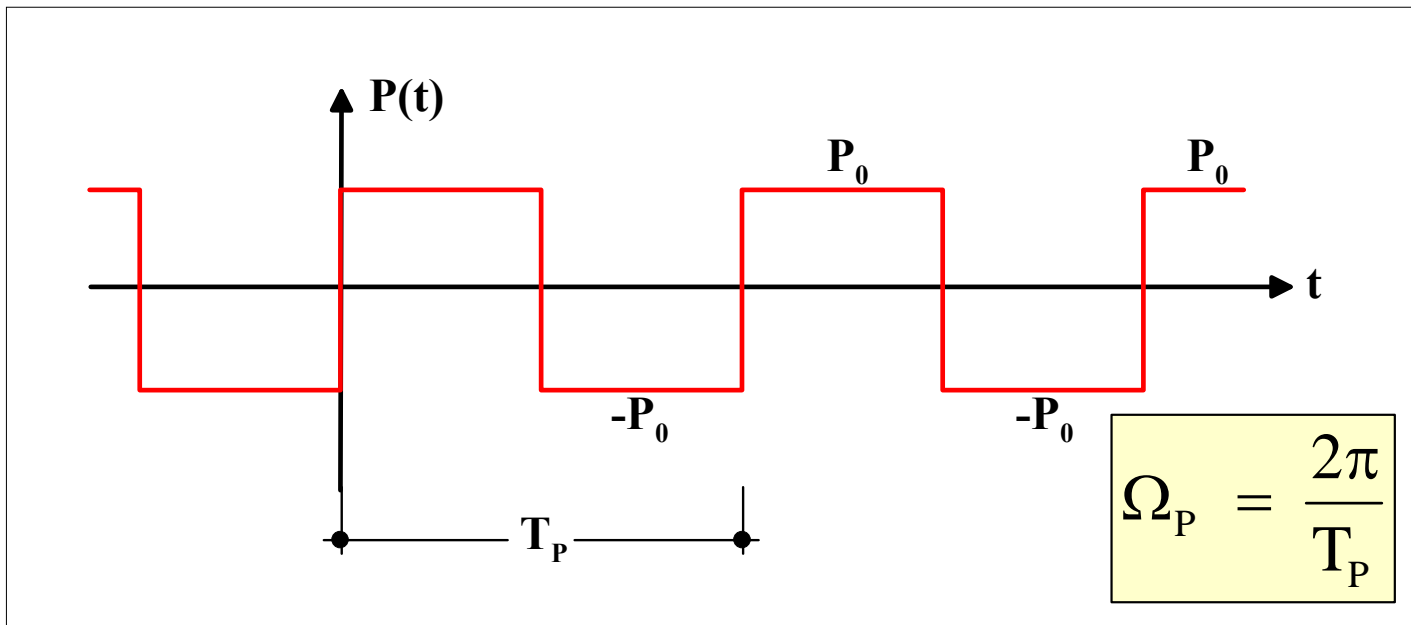 P(t)
P₀
P₀
t
-P₀
-P₀
Tₚ
Ωₚ = 2π/Tₚ